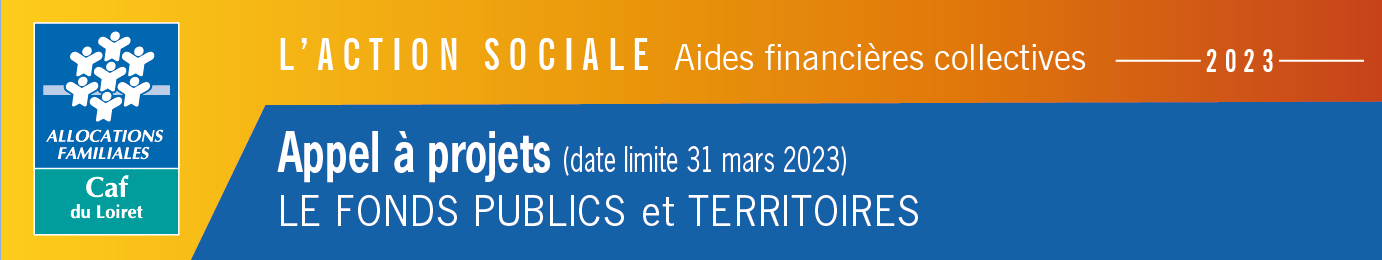 ALLOCATIONS
FAMILIALES
Caf
du Loiret
L'ACTION SOCIALE Aides financières collectives 2023
Appel à projets (date limite 31 mars 2023)
LE FONDS PUBLICS et TERRITOIRES